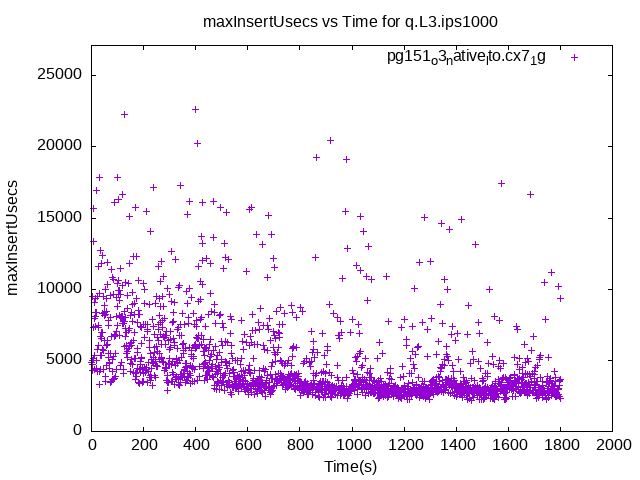 maxInsertUsecs vs Time for q.L3.ips1000
pg151o3native​lto.cx71g
25000
20000
15000
10000
5000
0
maxInsertUsecs
0 200 400 600 800 1000 1200 1400 1600 1800 2000
Time(s)